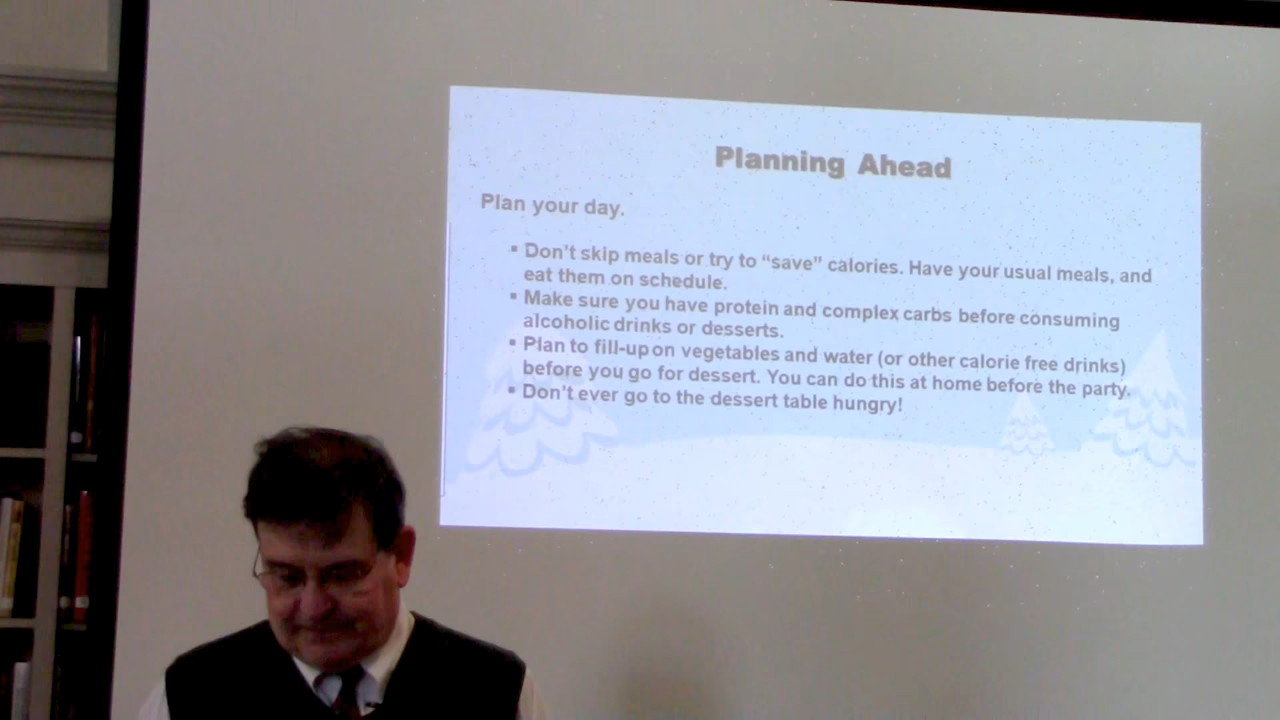 Planning Ahead
Plan your day.
▪ Don't skip meals or try to “save” calories. Have your usual meals, and
eat them on schedule.
▪ Make sure you have protein and complex carbs before consuming
alcoholic drinks or desserts.
▪ Plan to fill-up on vegetables and water (or other calorie free drinks)
before you go for dessert. You can do this at home before the party.
▪ Don't ever go to the dessert table hungry!